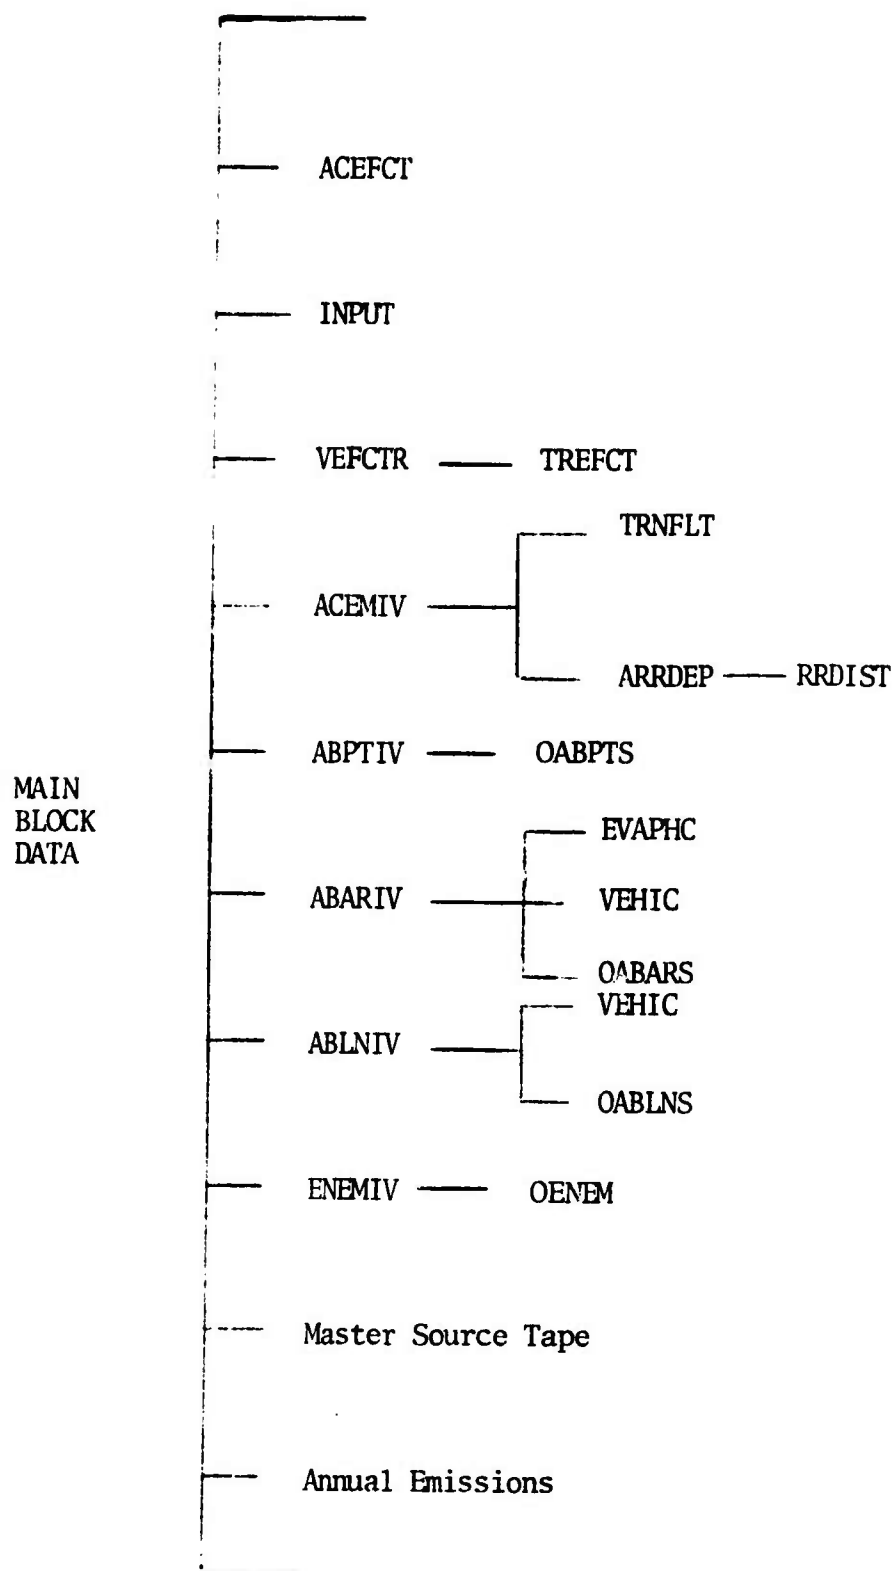 ACEFCT
INPUT
VEFCTR TREFCT
TRNFLT
ACEMIV
ARRDEP RRDIST
ABPTIV OABPTS
MAIN
BLOCK
DATA
EVAPHC
ABARIV VEHIC
OABARS
VEHIC
ABLNIV
OABLNS
ENEMIV OENEM
Master Source Tape
Annual Emissions